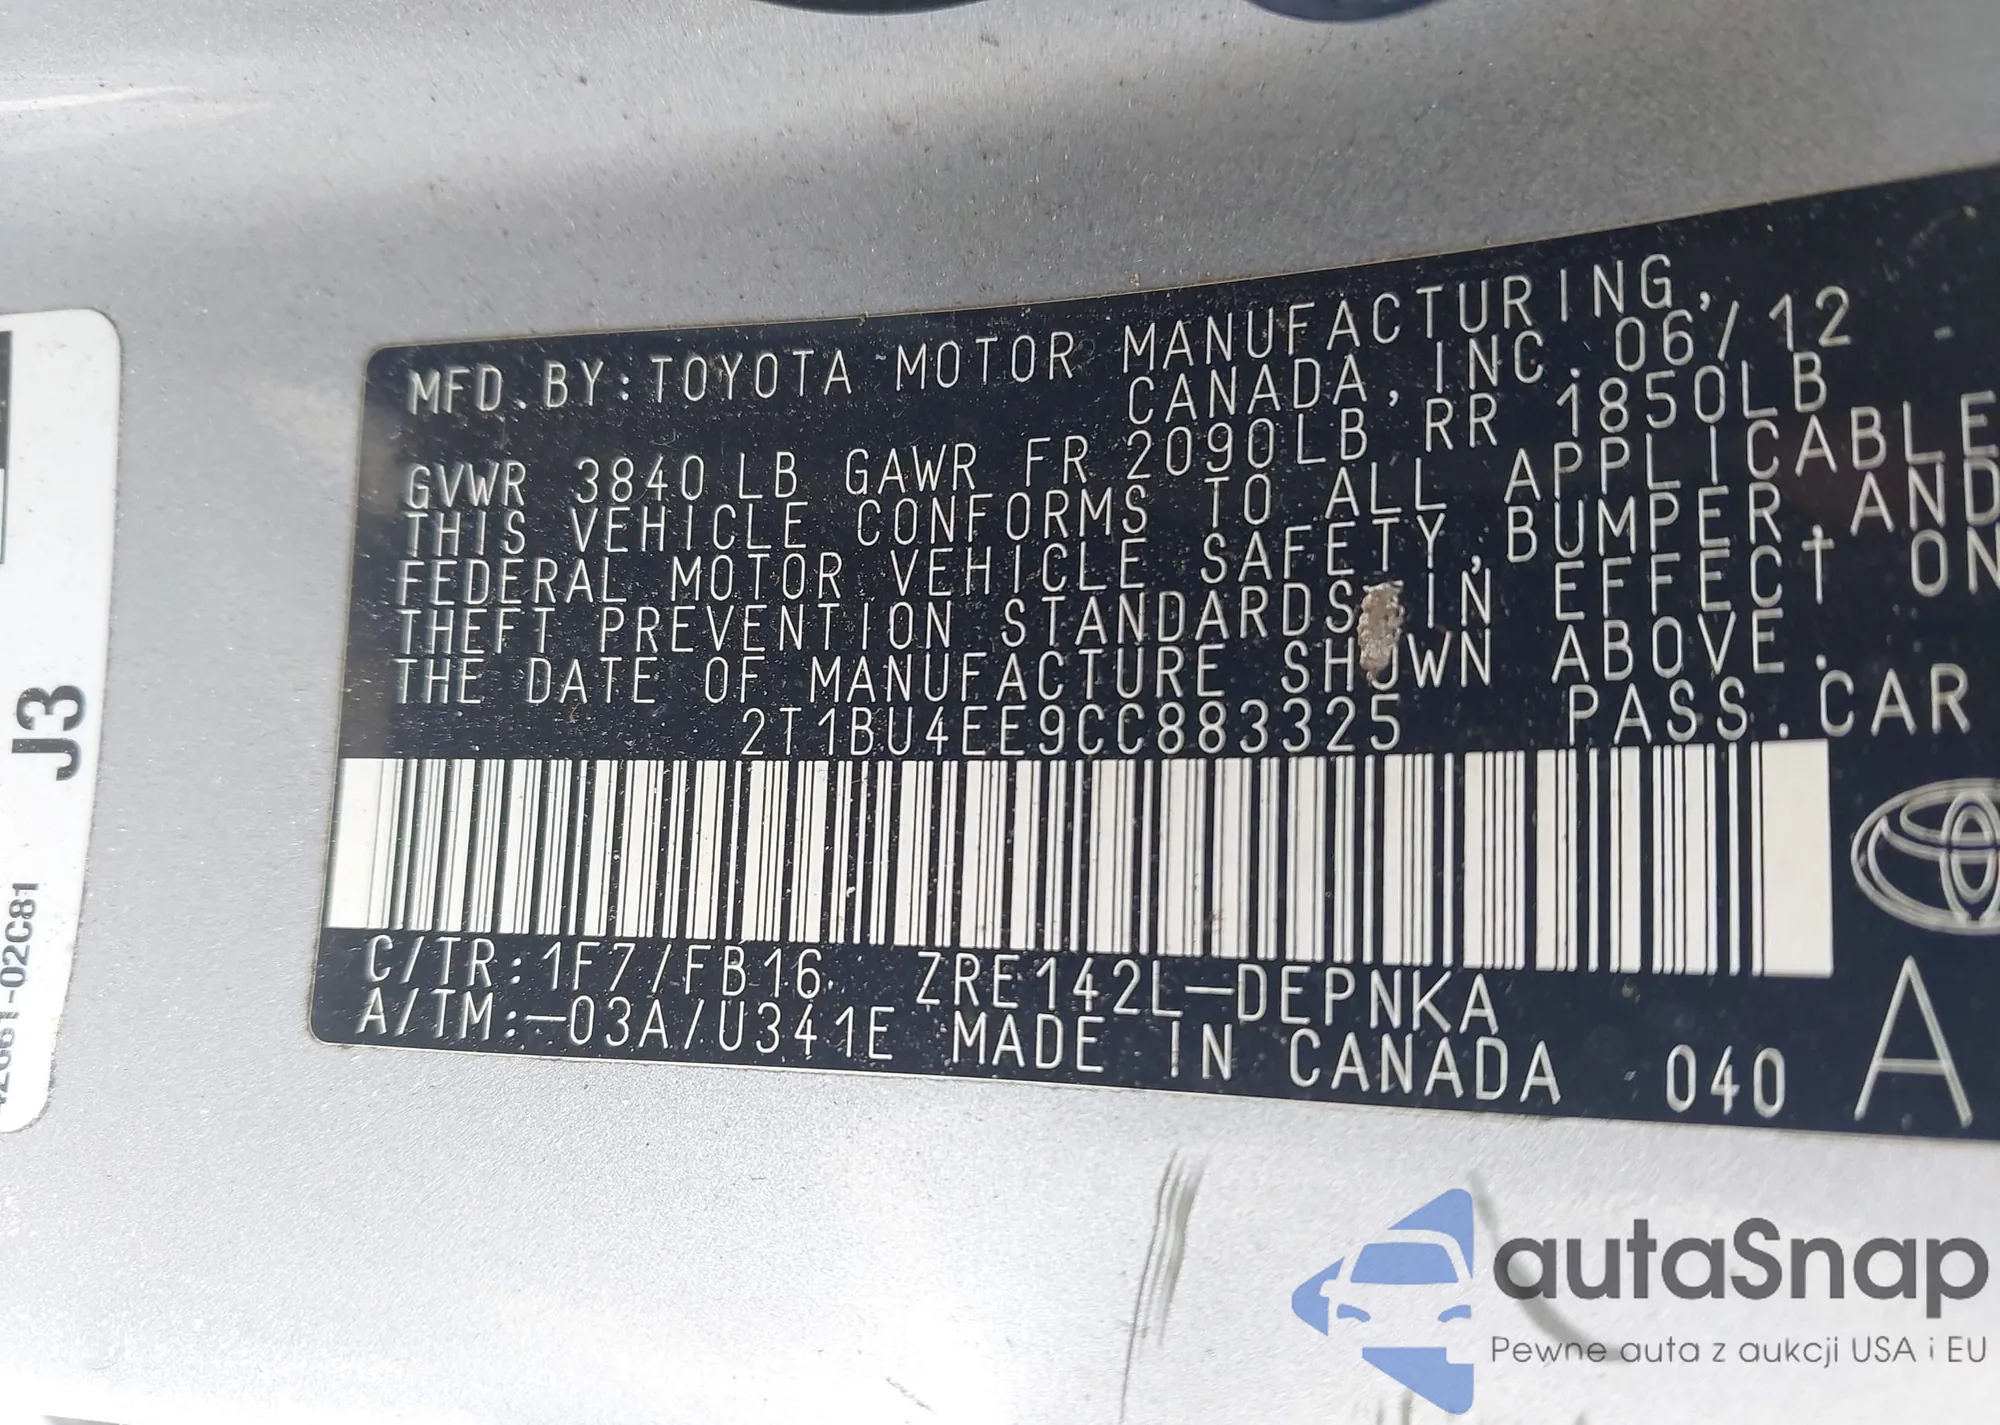 MFD.BY:TOYOTA MOTOR MANUFACTURING,
CANADA, INC. 06/12
GVWR 3840LB GAWR FR 2090LB RR 1850LB
THIS VEHICLE CONFORMS TO ALL APPLICABLE
FEDERAL MOTOR VEHICLE SAFETY,BUMPER,AND
THEFT PREVENTION STANDARDS IN EFFECT ON
THE DATE OF MANUFACTURE SHOWN ABOVE.
2T1BU4EE9CC883325 PASS.CAR
C/TR:1F7/FB16 ZRE142L-DEPNKA
A/TM:-03A/U341E MADE IN CANADA 040 A
J3
42661-02C81
autaSnap
Pewne auta z aukcji USA i EU